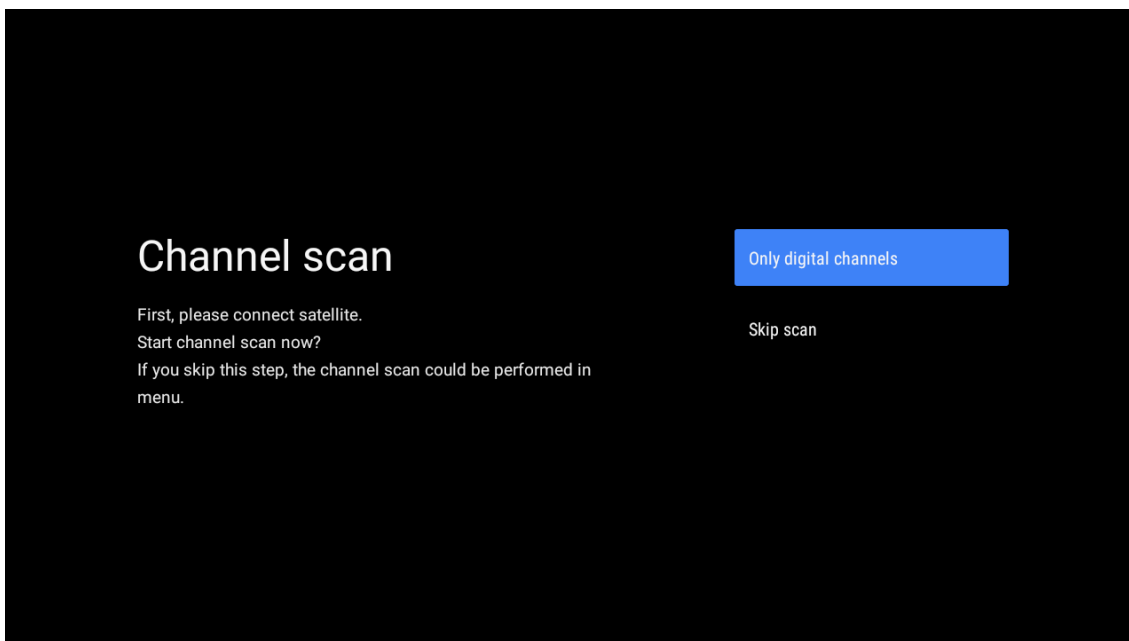 Channel scan
First, please connect satellite.
Start channel scan now?
If you skip this step, the channel scan could be performed in
menu.
Only digital channels
Skip scan